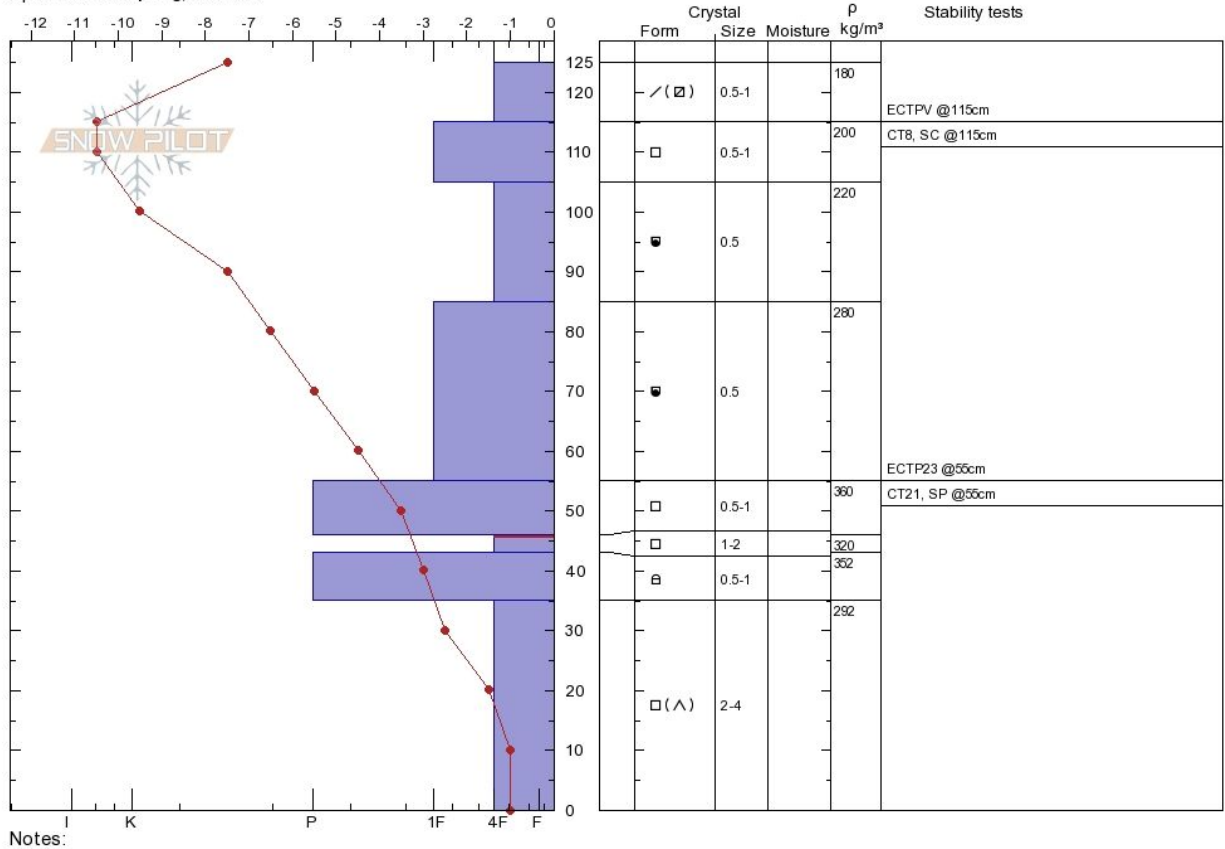 -12 -11 -10 -9 -8 -7 -6 -5 -4 -3 -2 -1 0
Crystal ρ Stability tests
Form Size Moisture kg/m³
SNOW PILOT
125 180
120 0.5-1
ECTPV @115cm
200 CT8, SC @115cm
110 0.5-1
220
100
0.5
90
280
80
70 0.5
60
ECTP23 @55cm
360 CT21, SP @55cm
50 0.5-1
1-2 320
352
40 0.5-1
292
30
20
2-4
10
0
I K P 1F 4F F
Notes: